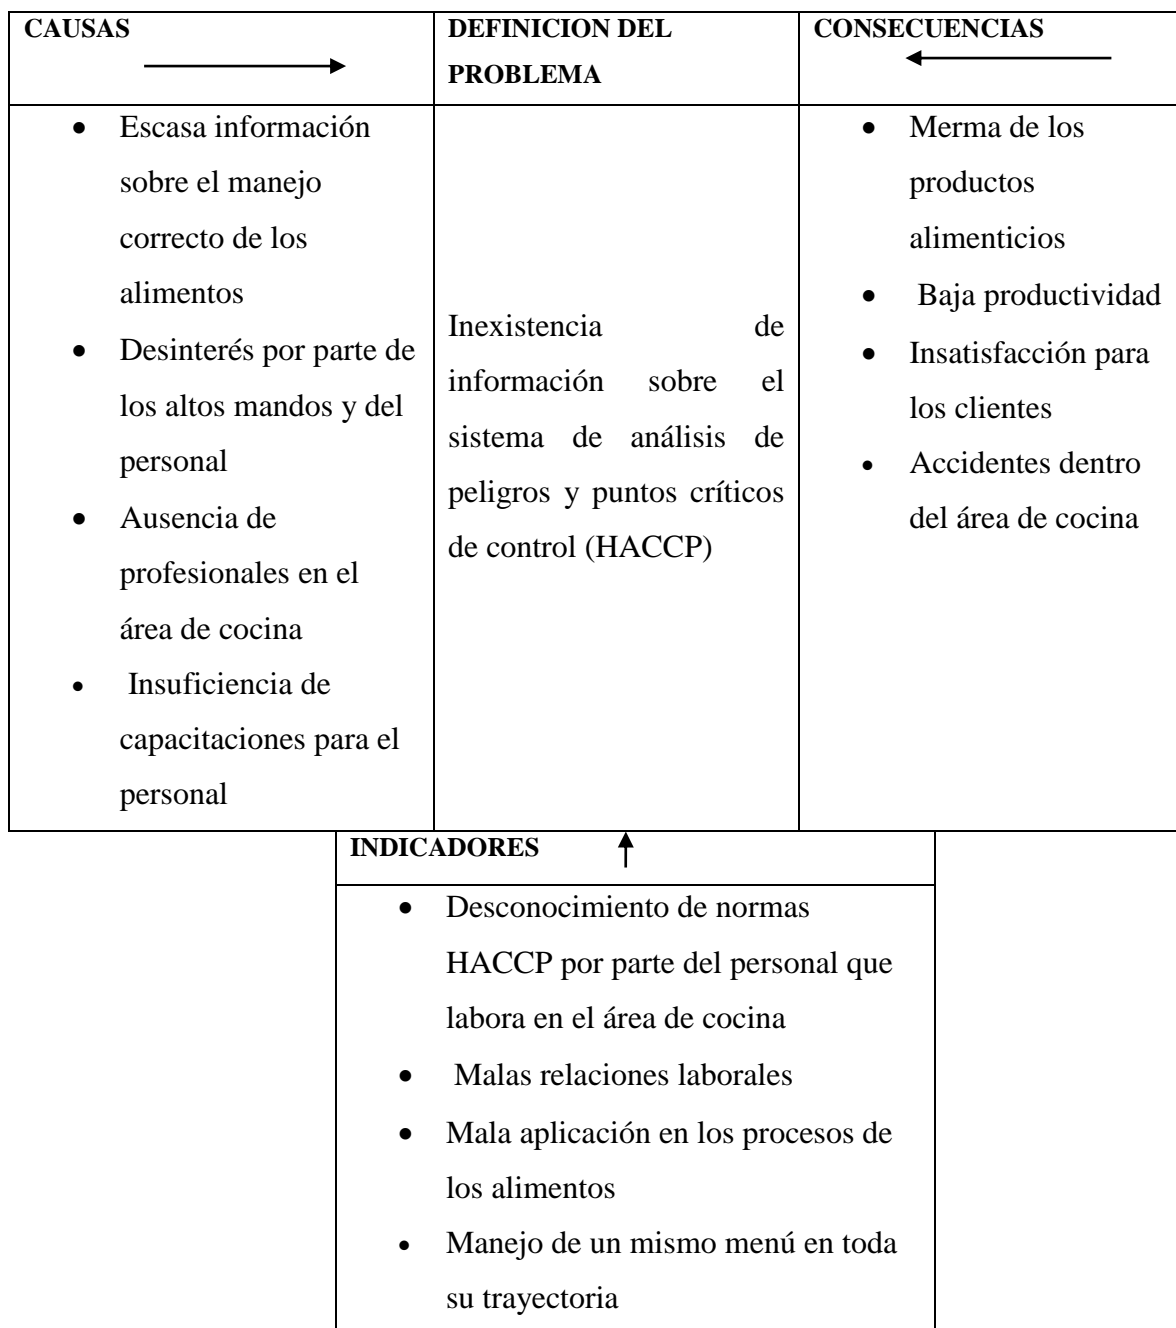 CAUSAS
DEFINICION DEL
PROBLEMA
CONSECUENCIAS
• Escasa información
sobre el manejo
correcto de los
alimentos
• Desinterés por parte de
los altos mandos y del
personal
• Ausencia de
profesionales en el
área de cocina
• Insuficiencia de
capacitaciones para el
personal
Inexistencia de
información sobre el
sistema de análisis de
peligros y puntos críticos
de control (HACCP)
• Merma de los
productos
alimenticios
• Baja productividad
• Insatisfacción para
los clientes
• Accidentes dentro
del área de cocina
INDICADORES
• Desconocimiento de normas
HACCP por parte del personal que
labora en el área de cocina
• Malas relaciones laborales
• Mala aplicación en los procesos de
los alimentos
• Manejo de un mismo menú en toda
su trayectoria